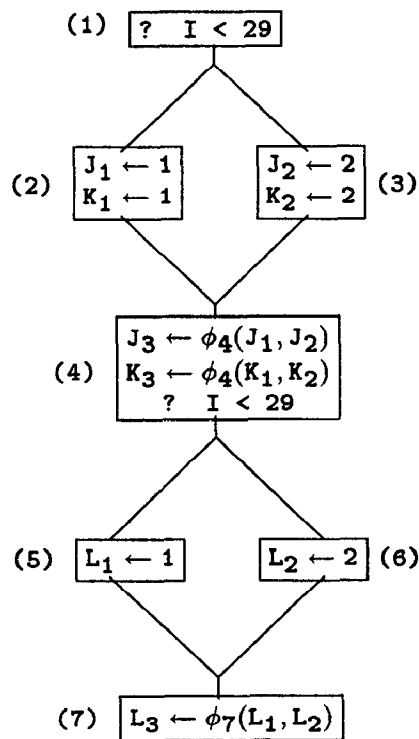 (1) ? I < 29
(2) J₁ ← 1 J₂ ← 2 (3)
K₁ ← 1 K₂ ← 2
J₃ ← ϕ₄(J₁, J₂)
(4) K₃ ← ϕ₄(K₁, K₂)
? I < 29
(5) L₁ ← 1 L₂ ← 2 (6)
(7) L₃ ← ϕ₇(L₁, L₂)